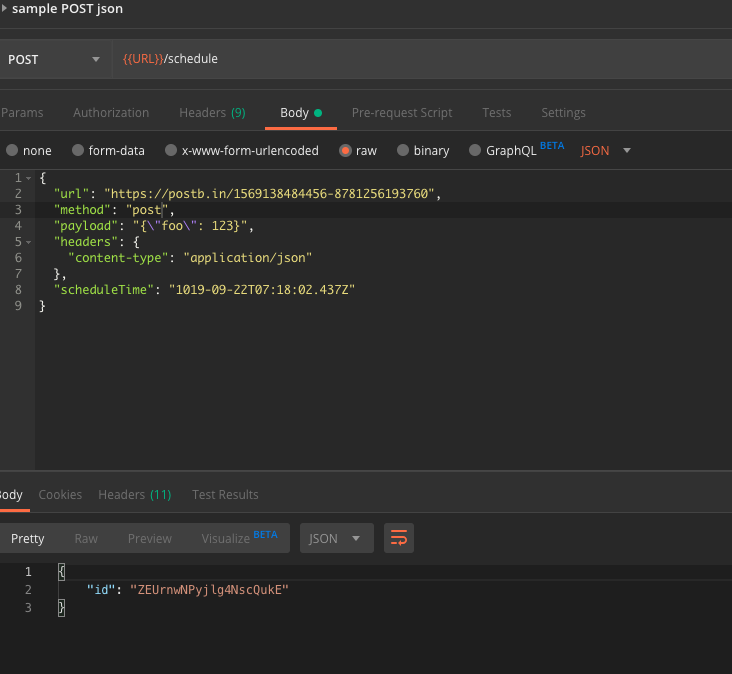 sample POST json
POST {{URL}}/schedule
Params Authorization Headers (9) Body Pre-request Script Tests Settings
none form-data x-www-form-urlencoded raw binary GraphQL BETA JSON
1 {
2 "url": "https://postb.in/1569138484456-8781256193760",
3 "method": "post",
4 "payload": "{\"foo\": 123}",
5 "headers": {
6 "content-type": "application/json"
7 },
8 "scheduleTime": "1019-09-22T07:18:02.437Z"
9 }
Body Cookies Headers (11) Test Results
Pretty Raw Preview Visualize BETA JSON
1 {
2 "id": "ZEUrnwNPyjlg4NscQukE"
3 }